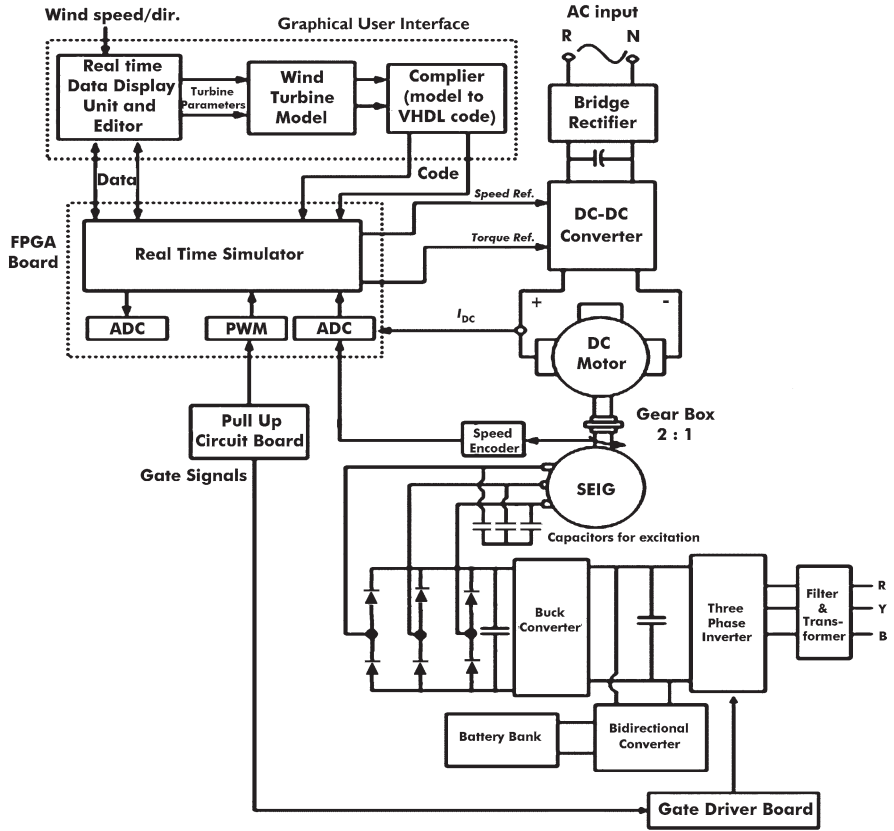 Wind speed/dir.
Graphical User Interface
AC input
R N
Real time
Data Display
Unit and
Editor
Turbine
Parameters
Wind
Turbine
Model
Complier
(model to
VHDL code)
Bridge
Rectifier
Data
Code
Speed Ref.
DC-DC
Converter
FPGA
Board
Real Time Simulator
Torque Ref.
+ -
ADC
PWM
ADC
IDC
DC
Motor
Pull Up
Circuit Board
Speed
Encoder
Gear Box
2 : 1
Gate Signals
SEIG
Capacitors for excitation
Buck
Converter
Three
Phase
Inverter
Filter
&
Trans-
former
R
Y
B
Battery Bank
Bidirectional
Converter
Gate Driver Board